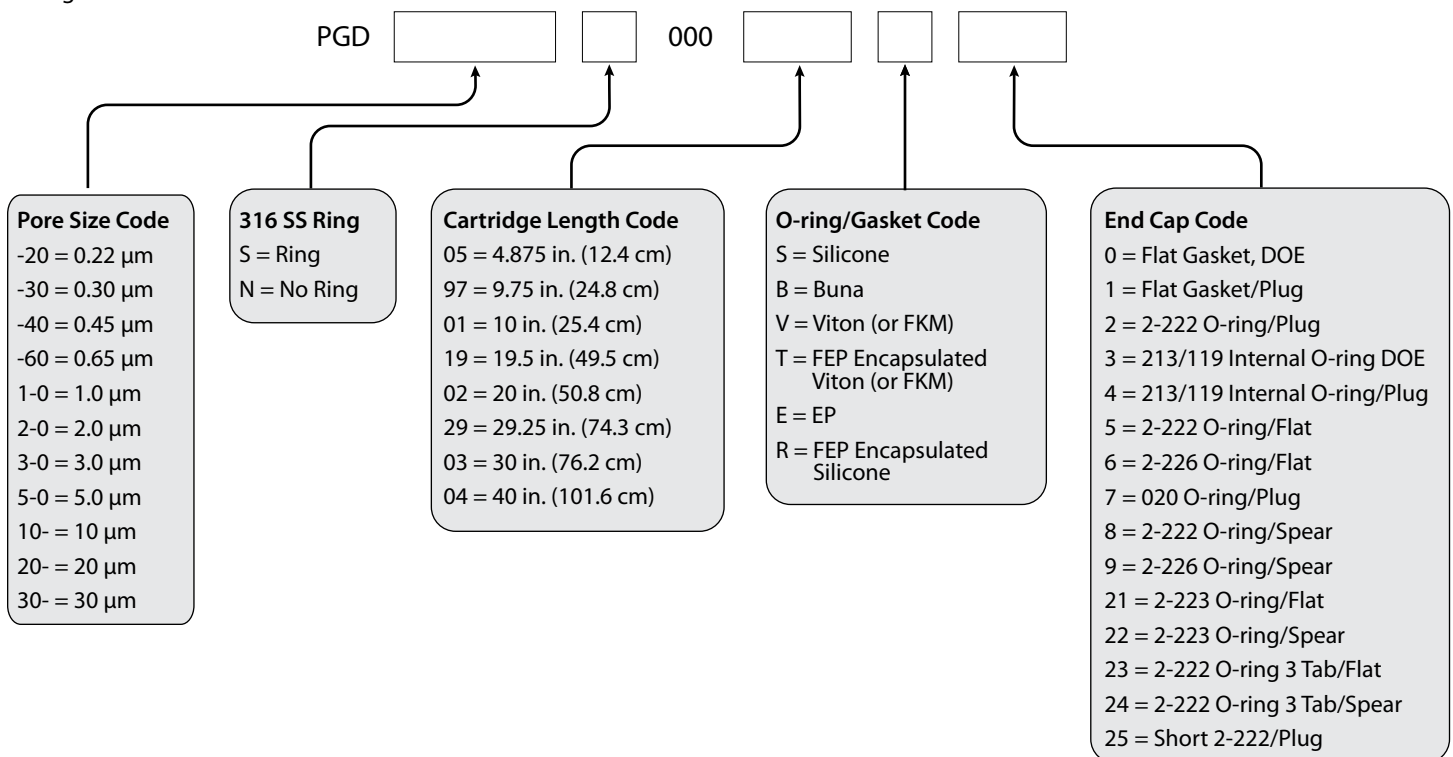 PGD 000
Pore Size Code
-20 = 0.22 µm
-30 = 0.30 µm
-40 = 0.45 µm
-60 = 0.65 µm
1-0 = 1.0 µm
2-0 = 2.0 µm
3-0 = 3.0 µm
5-0 = 5.0 µm
10- = 10 µm
20- = 20 µm
30- = 30 µm
316 SS Ring
S = Ring
N = No Ring
Cartridge Length Code
05 = 4.875 in. (12.4 cm)
97 = 9.75 in. (24.8 cm)
01 = 10 in. (25.4 cm)
19 = 19.5 in. (49.5 cm)
02 = 20 in. (50.8 cm)
29 = 29.25 in. (74.3 cm)
03 = 30 in. (76.2 cm)
04 = 40 in. (101.6 cm)
O-ring/Gasket Code
S = Silicone
B = Buna
V = Viton (or FKM)
T = FEP Encapsulated
Viton (or FKM)
E = EP
R = FEP Encapsulated
Silicone
End Cap Code
0 = Flat Gasket, DOE
1 = Flat Gasket/Plug
2 = 2-222 O-ring/Plug
3 = 213/119 Internal O-ring DOE
4 = 213/119 Internal O-ring/Plug
5 = 2-222 O-ring/Flat
6 = 2-226 O-ring/Flat
7 = 020 O-ring/Plug
8 = 2-222 O-ring/Spear
9 = 2-226 O-ring/Spear
21 = 2-223 O-ring/Flat
22 = 2-223 O-ring/Spear
23 = 2-222 O-ring 3 Tab/Flat
24 = 2-222 O-ring 3 Tab/Spear
25 = Short 2-222/Plug